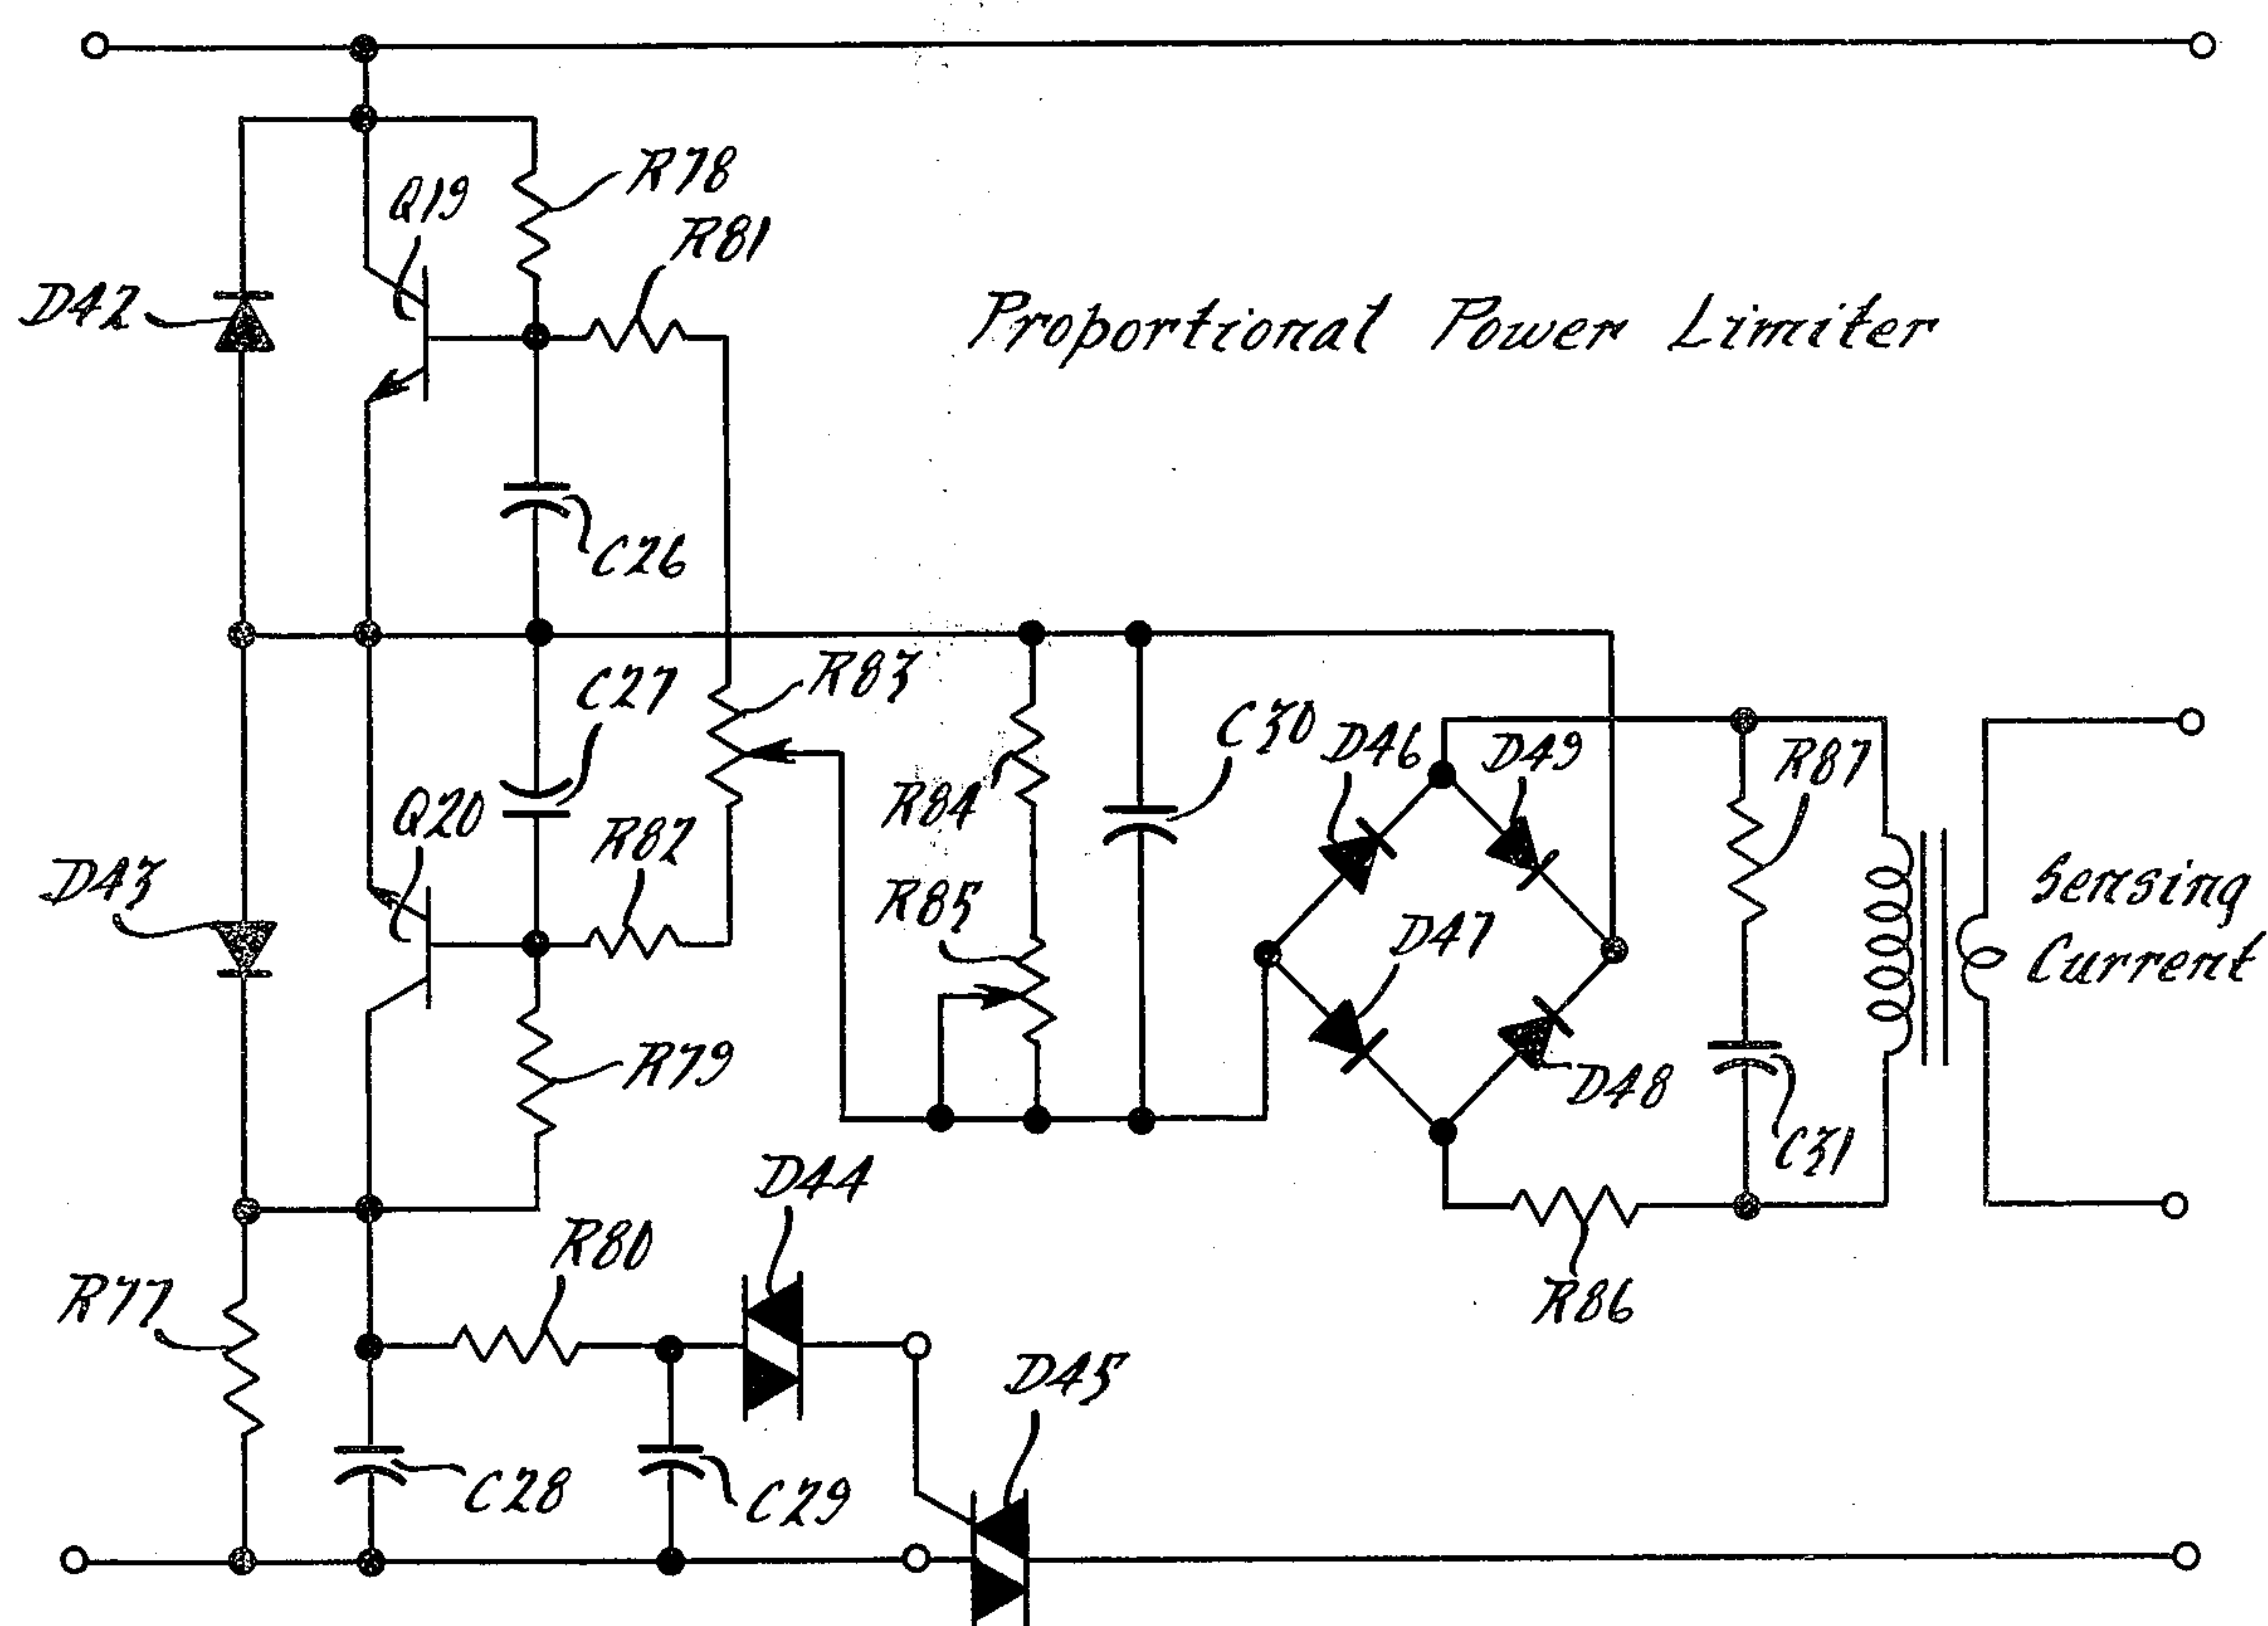 R78
Q19
R81
D42
Proportional Power Limiter
C26
R83
C27
C30
D46
D49
R87
R84
Q20
R82
D43
R85
D47
Sensing
Current
R79
D48
C31
D44
R80
R77
R86
D45
C28
C29